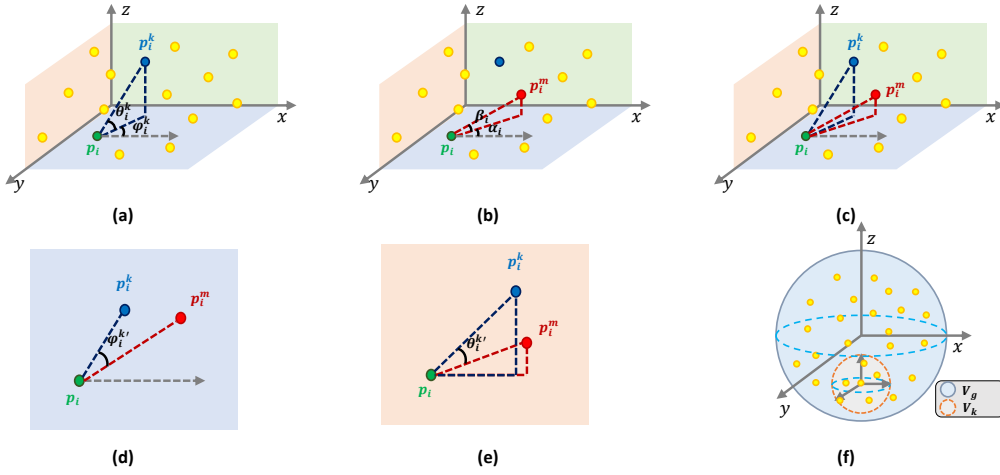 z
p_i^k
θ_i^k
φ_i^k
x
p_i
y
(a)
z
p_i^m
β_i
α_i
x
p_i
y
(b)
z
p_i^k
p_i^m
x
p_i
y
(c)
p_i^k
p_i^m
φ_i^k′
p_i
(d)
p_i^k
p_i^m
θ_i^k′
p_i
(e)
z
x
y
V_g
V_k
(f)